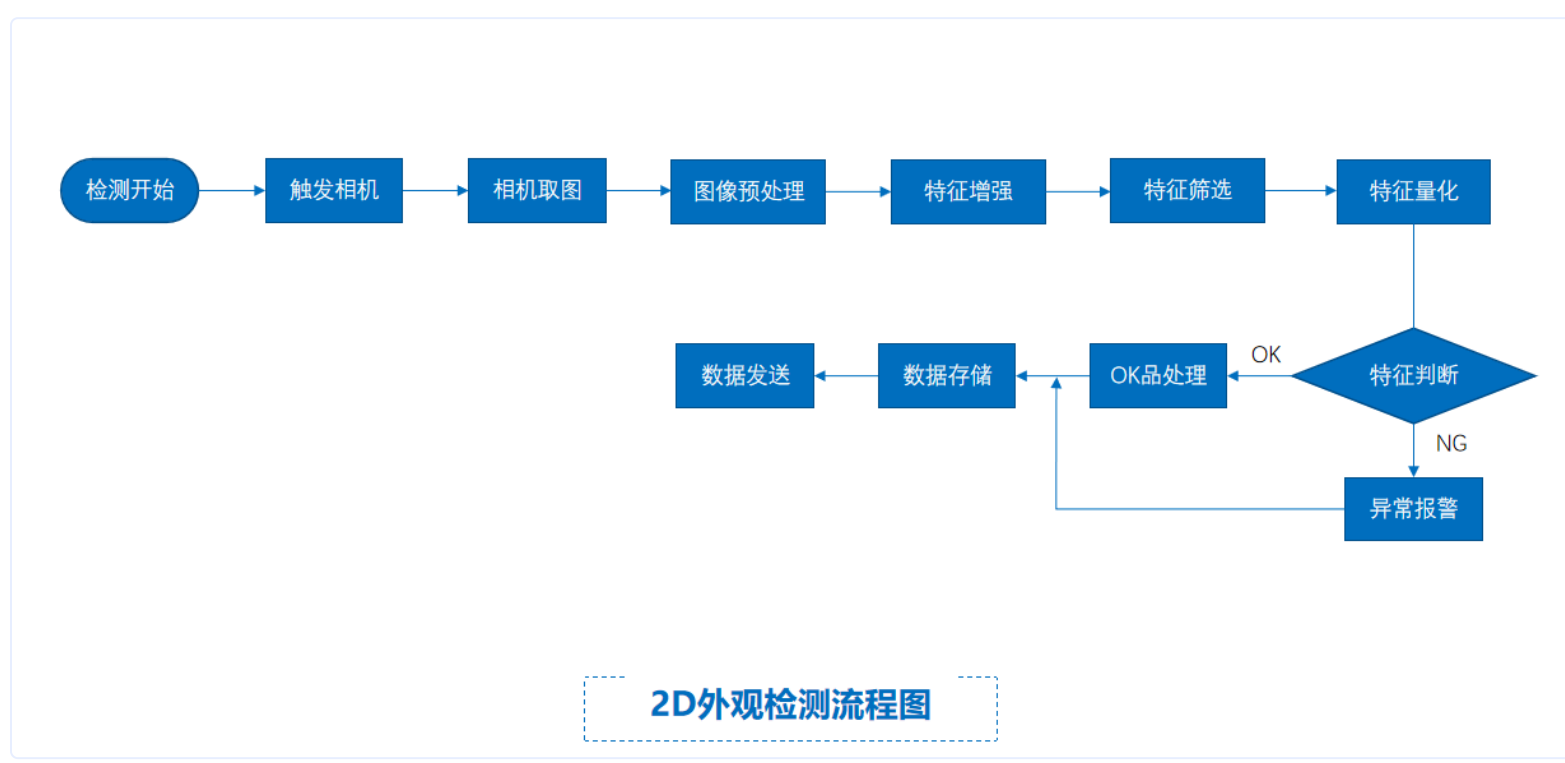 检测开始
触发相机
相机取图
图像预处理
特征增强
特征筛选
特征量化
数据发送
数据存储
OK品处理
OK
特征判断
NG
异常报警
2D外观检测流程图